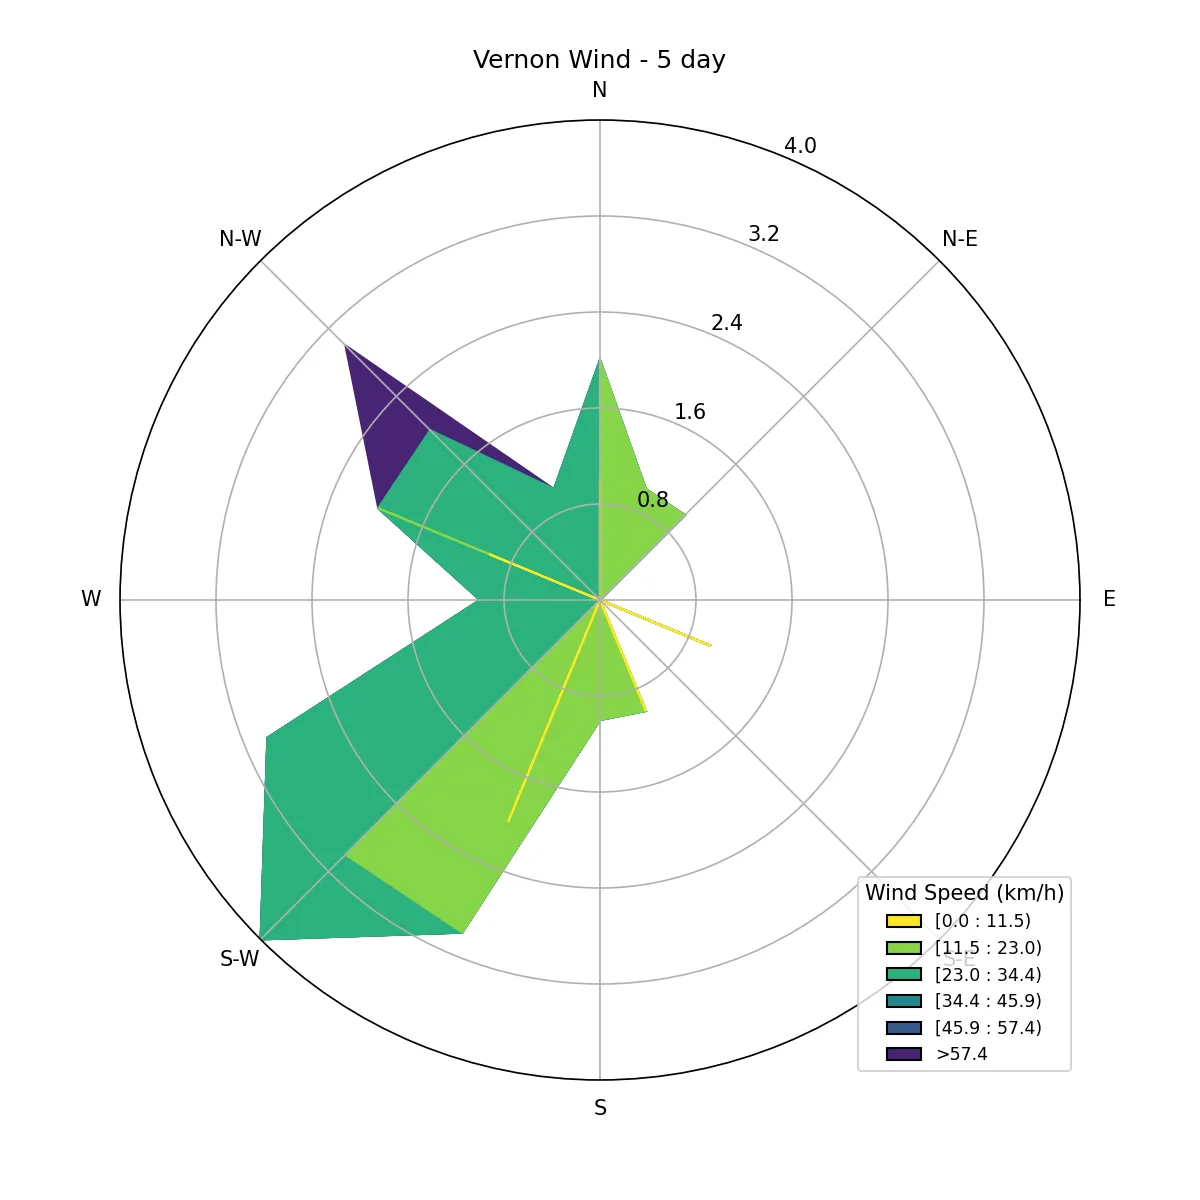 Vernon Wind - 5 day
N
4.0
N-W
3.2
N-E
2.4
1.6
0.8
W
E
S-W
S-E
Wind Speed (km/h)
[0.0 : 11.5)
[11.5 : 23.0)
[23.0 : 34.4)
[34.4 : 45.9)
[45.9 : 57.4)
>57.4
S